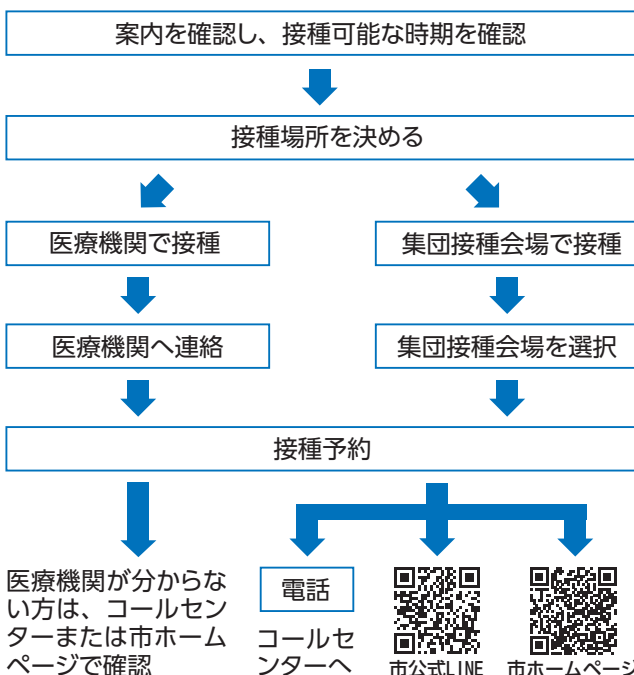 案内を確認し、接種可能な時期を確認
接種場所を決める
医療機関で接種
集団接種会場で接種
医療機関へ連絡
集団接種会場を選択
接種予約
医療機関が分からな
い方は、コールセン
ターまたは市ホーム
ページで確認
電話
コールセ
ンターへ
市公式LINE
市ホームページ